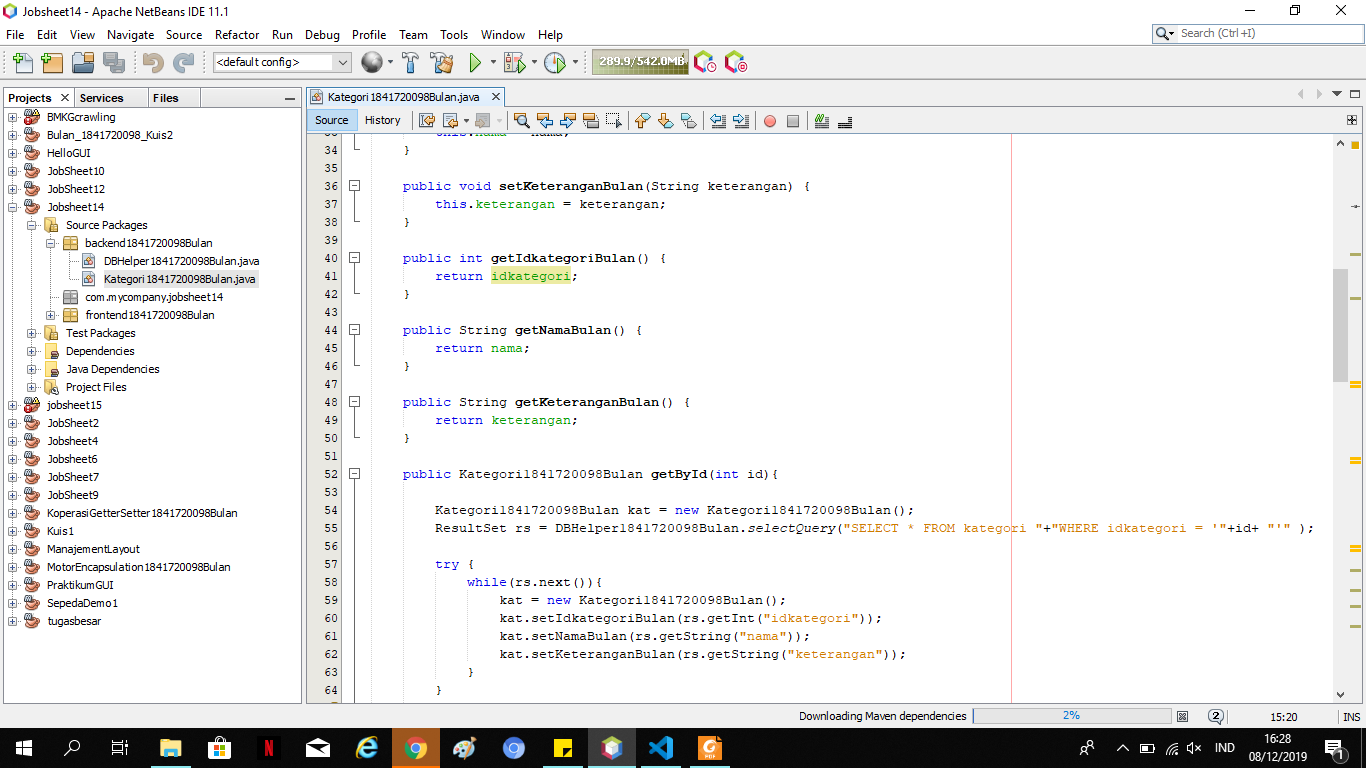 Jobsheet14 - Apache NetBeans IDE 11.1
File Edit View Navigate Source Refactor Run Debug Profile Team Tools Window Help
Search (Ctrl+I)
<default config>
289.9/542.0MB
Projects
Services
Files
BMKGcrawling
Bulan_1841720098_Kuis2
HelloGUI
JobSheet10
JobSheet12
Jobsheet14
Source Packages
backend1841720098Bulan
DBHelper1841720098Bulan.java
Kategori1841720098Bulan.java
com.mycompany.jobsheet14
frontend1841720098Bulan
Test Packages
Dependencies
Java Dependencies
Project Files
jobsheet15
JobSheet2
Jobsheet4
Jobsheet6
JobSheet7
JobSheet9
KoperasiGetterSetter1841720098Bulan
Kuis1
ManajementLayout
MotorEncapsulation1841720098Bulan
PraktikumGUI
SepedaDemo1
tugasbesar
Kategori1841720098Bulan.java
Source
History
33 this.nama = nama;
34 }
35
36 public void setKeteranganBulan(String keterangan) {
37 this.keterangan = keterangan;
38 }
39
40 public int getIdkategoriBulan() {
41 return idkategori;
42 }
43
44 public String getNamaBulan() {
45 return nama;
46 }
47
48 public String getKeteranganBulan() {
49 return keterangan;
50 }
51
52 public Kategori1841720098Bulan getById(int id){
53
54 Kategori1841720098Bulan kat = new Kategori1841720098Bulan();
55 ResultSet rs = DBHelper1841720098Bulan.selectQuery("SELECT * FROM kategori "+"WHERE idkategori = '"+id+ "'" );
56
57 try {
58 while(rs.next()){
59 kat = new Kategori1841720098Bulan();
60 kat.setIdkategoriBulan(rs.getInt("idkategori"));
61 kat.setNamaBulan(rs.getString("nama"));
62 kat.setKeteranganBulan(rs.getString("keterangan"));
63 }
64 }
Downloading Maven dependencies
2%
2
15:20
INS
IND
16:28
08/12/2019
1